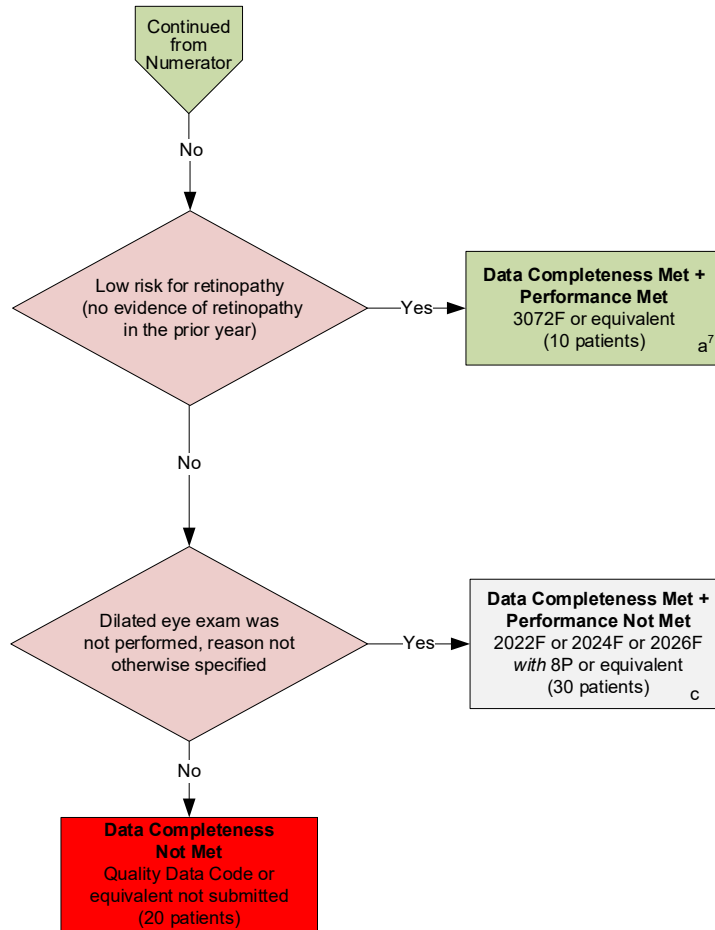 Continued
from
Numerator
No
Low risk for retinopathy
(no evidence of retinopathy
in the prior year)
Yes
Data Completeness Met +
Performance Met
3072F or equivalent
(10 patients)
a⁷
No
Dilated eye exam was
not performed, reason not
otherwise specified
Yes
Data Completeness Met +
Performance Not Met
2022F or 2024F or 2026F
with 8P or equivalent
(30 patients)
c
No
Data Completeness
Not Met
Quality Data Code or
equivalent not submitted
(20 patients)